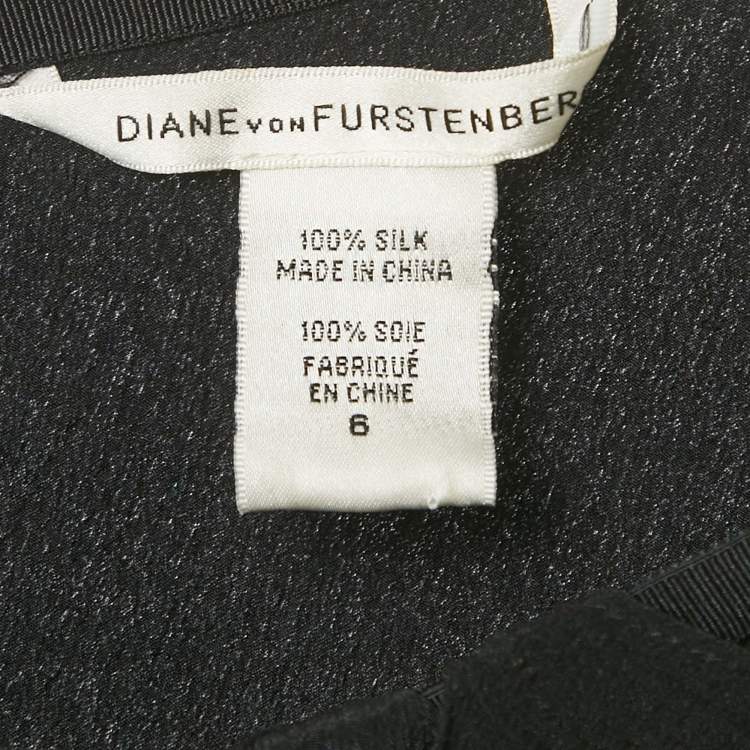 DIANE von FURSTENBER
100% SILK
MADE IN CHINA
100% SOIE
FABRIQUÉ
EN CHINE
6